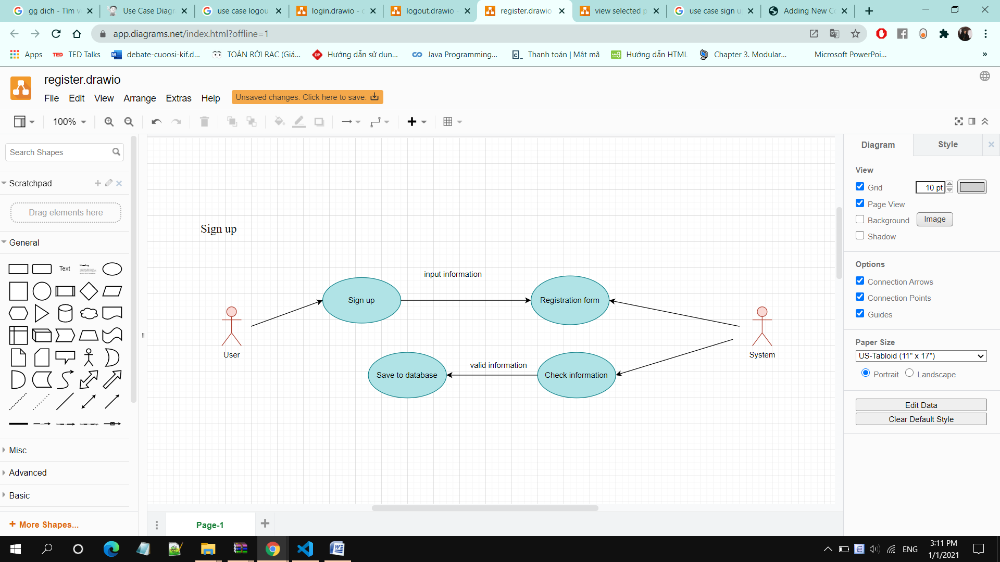 gg dich - Tìm v
Use Case Diagr
use case logou
login.drawio - d
logout.drawio -
register.drawio
view selected p
use case sign u
Adding New Co
app.diagrams.net/index.html?offline=1
Apps
TED TED Talks
debate-cuoosi-kif.d...
TOÁN RỜI RẠC (Giá...
Hướng dẫn sử dụn...
Java Programming...
Thanh toán | Mật mã
Hướng dẫn HTML
Chapter 3. Modular...
Microsoft PowerPoi...
»
register.drawio
File Edit View Arrange Extras Help
Unsaved changes. Click here to save.
100%
Search Shapes
Scratchpad
Drag elements here
General
Text
Heading
Misc
Advanced
Basic
+ More Shapes...
Sign up
input information
Sign up
Registration form
User
System
valid information
Save to database
Check information
Page-1
Diagram
Style
View
Grid
10 pt
Page View
Background
Image
Shadow
Options
Connection Arrows
Connection Points
Guides
Paper Size
US-Tabloid (11" x 17")
Portrait
Landscape
Edit Data
Clear Default Style
ENG
3:11 PM
1/1/2021